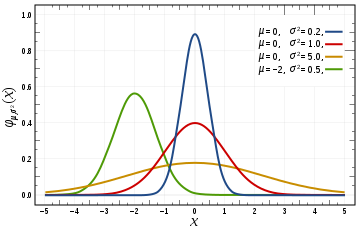 1.0
0.8
0.6
0.4
0.2
0.0
φμ,σ²(x)
μ= 0, σ²= 0.2,
μ= 0, σ²= 1.0,
μ= 0, σ²= 5.0,
μ= −2, σ²= 0.5,
−5 −4 −3 −2 −1 0 1 2 3 4 5
x